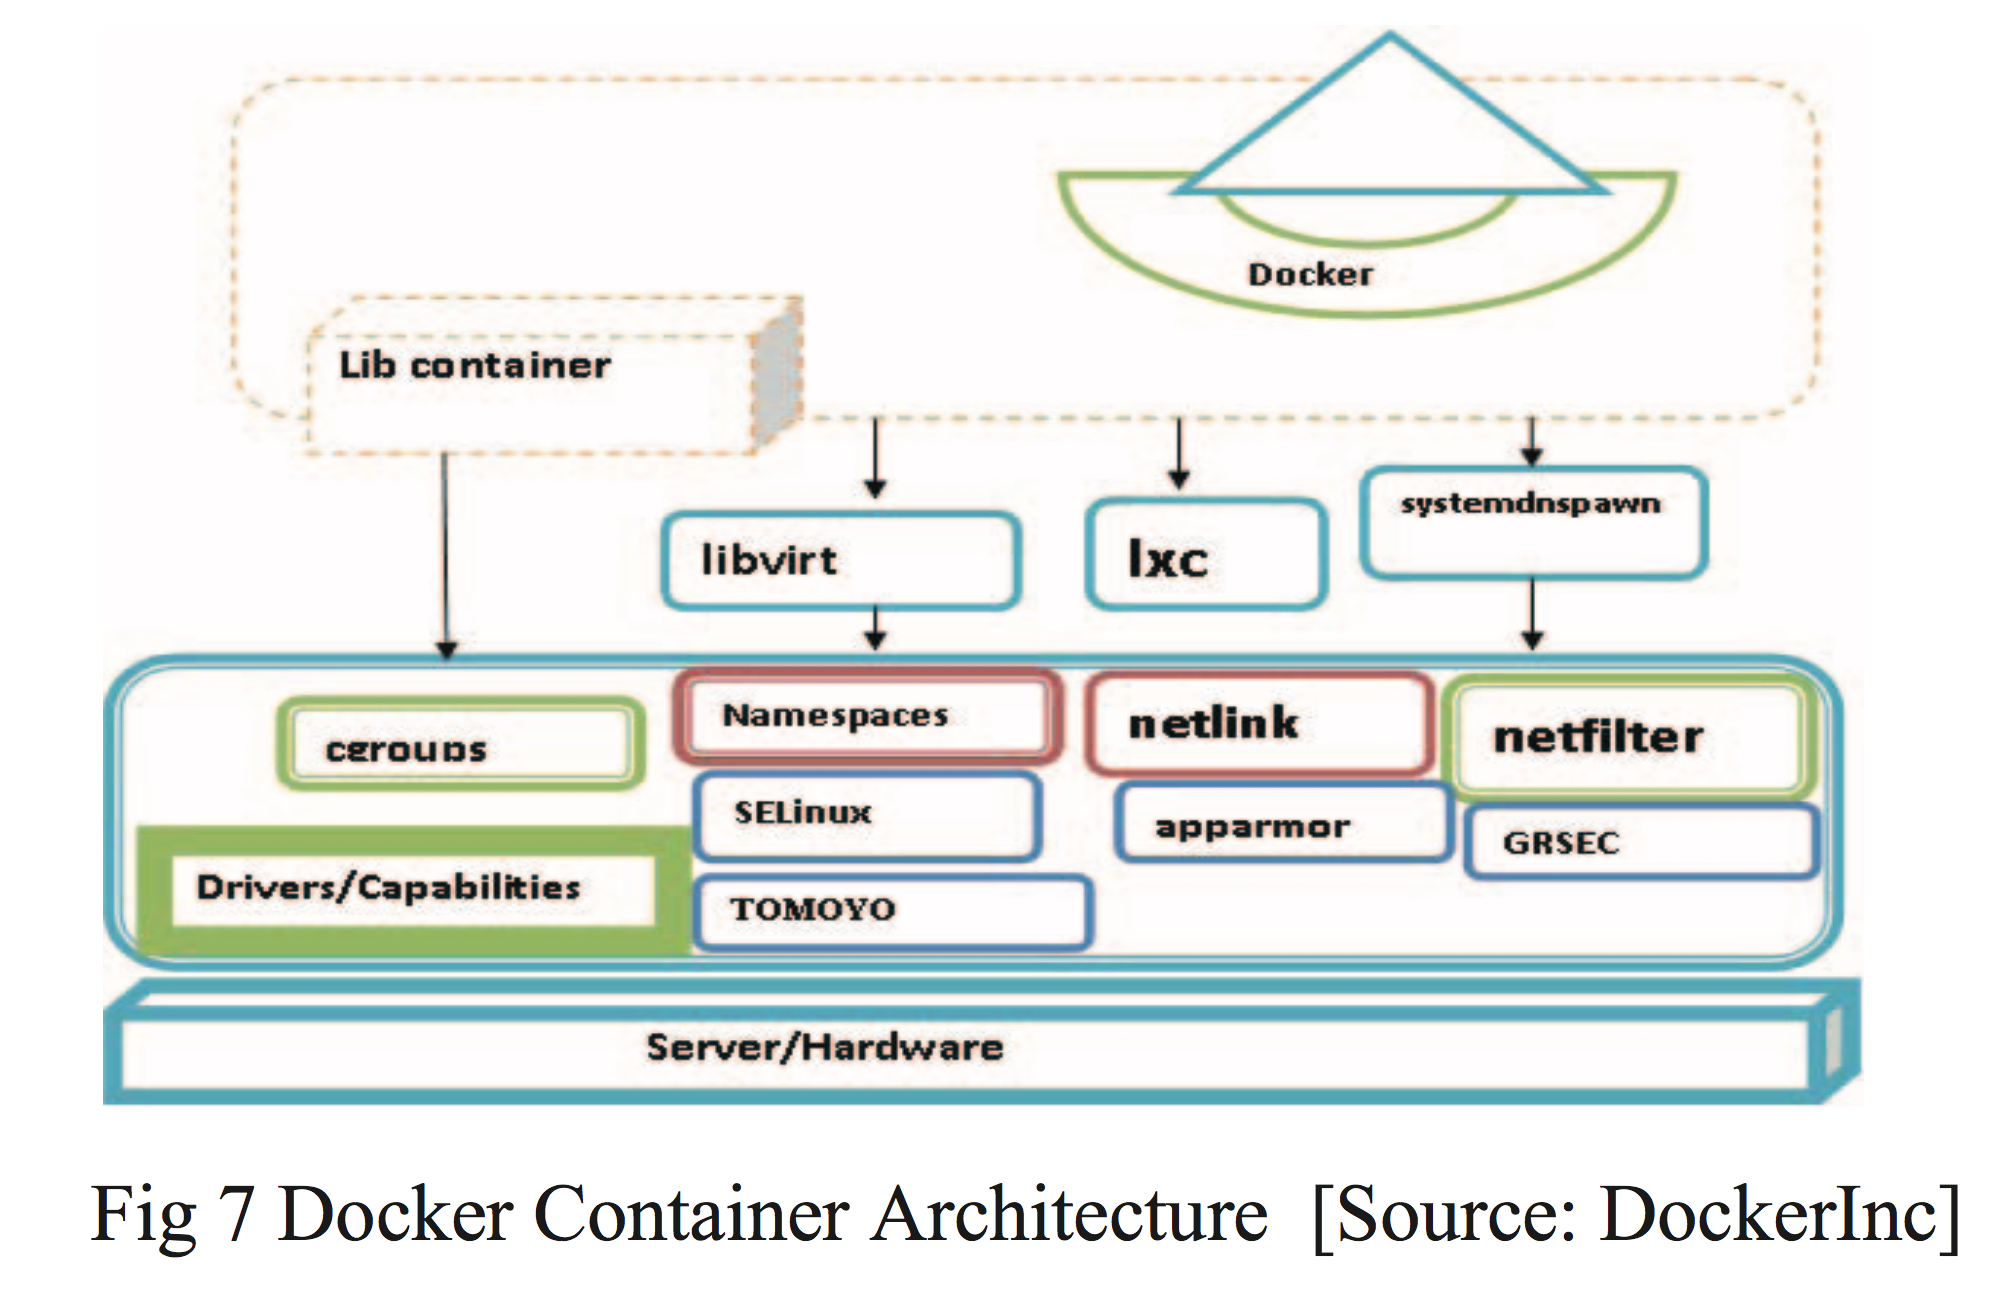 Docker
Lib container
libvirt
lxc
systemdnspawn
cgroups
Namespaces
netlink
netfilter
SELinux
apparmor
GRSEC
Drivers/Capabilities
TOMOYO
Server/Hardware
Fig 7 Docker Container Architecture [Source: DockerInc]